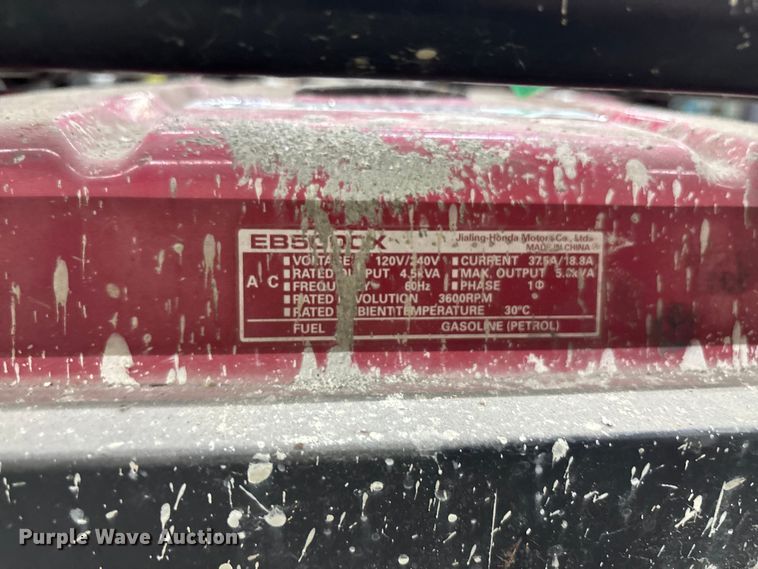 EB5000X Jialing-Honda Motors Co., Ltd.
MADE IN CHINA
AC
VOLTAGE 120V/240V CURRENT 37.5A/18.8A
RATED OUTPUT 4.5kVA MAX. OUTPUT 5.0kVA
FREQUENCY 60Hz PHASE 1Φ
RATED REVOLUTION 3600RPM
RATED AMBIENT TEMPERATURE 30°C
FUEL GASOLINE (PETROL)
Purple Wave Auction